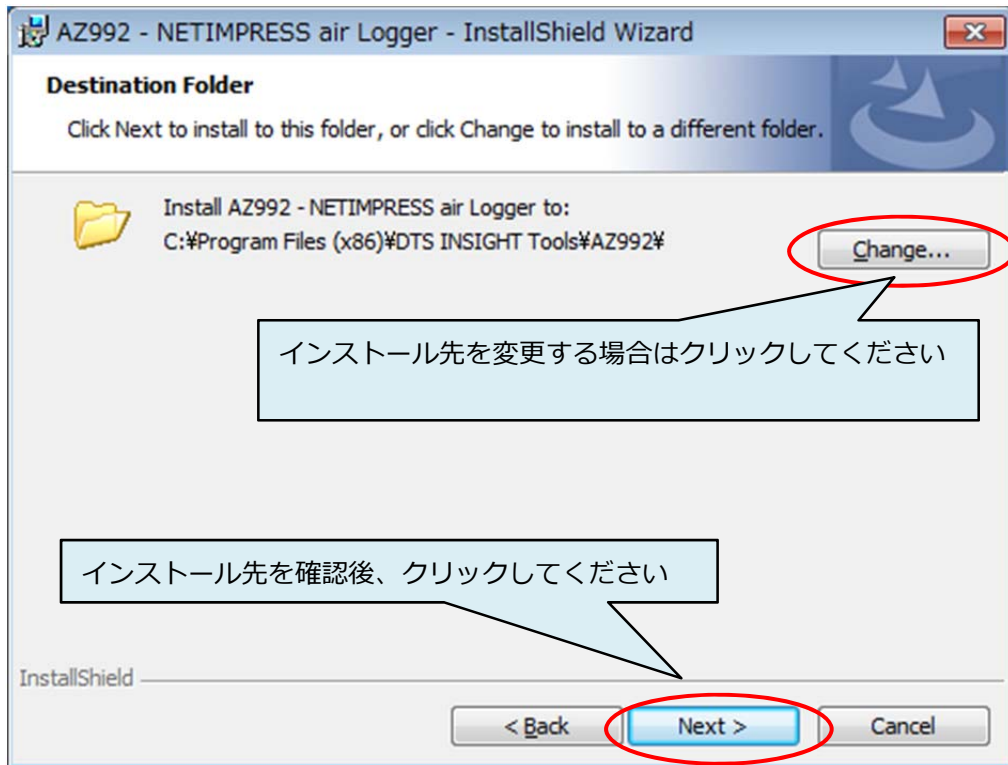 AZ992 - NETIMPRESS air Logger - InstallShield Wizard
Destination Folder
Click Next to install to this folder, or click Change to install to a different folder.
Install AZ992 - NETIMPRESS air Logger to:
C:¥Program Files (x86)¥DTS INSIGHT Tools¥AZ992¥
Change...
インストール先を変更する場合はクリックしてください
インストール先を確認後、クリックしてください
InstallShield
< Back
Next >
Cancel